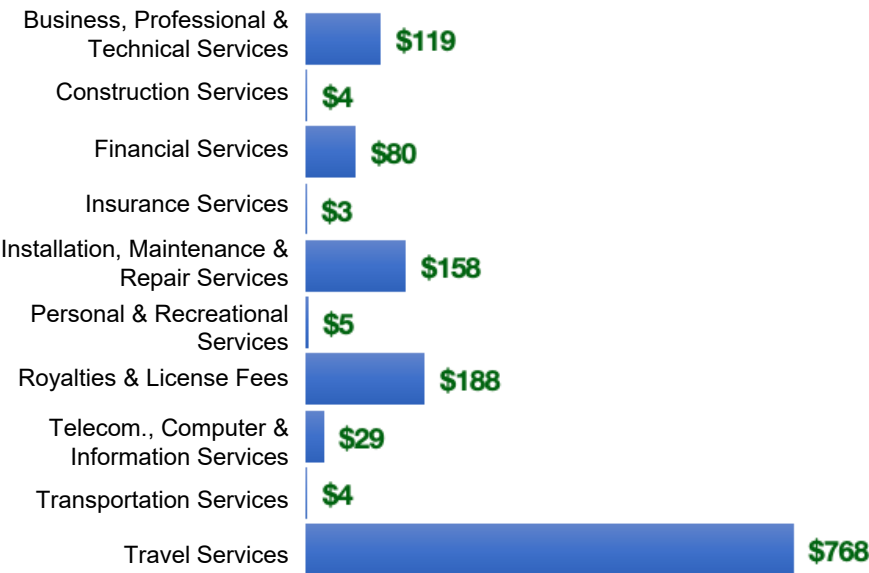 Business, Professional &
Technical Services
$119
Construction Services
$4
Financial Services
$80
Insurance Services
$3
Installation, Maintenance &
Repair Services
$158
Personal & Recreational
Services
$5
Royalties & License Fees
$188
Telecom., Computer &
Information Services
$29
Transportation Services
$4
Travel Services
$768